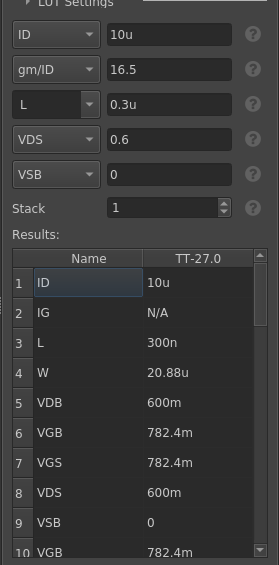 LUT Settings
ID 10u ?
gm/ID 16.5 ?
L 0.3u ?
VDS 0.6 ?
VSB 0 ?
Stack 1 ?
Results:
Name TT-27.0
1 ID 10u
2 IG N/A
3 L 300n
4 W 20.88u
5 VDB 600m
6 VGB 782.4m
7 VGS 782.4m
8 VDS 600m
9 VSB 0
10 VGB 782.4m